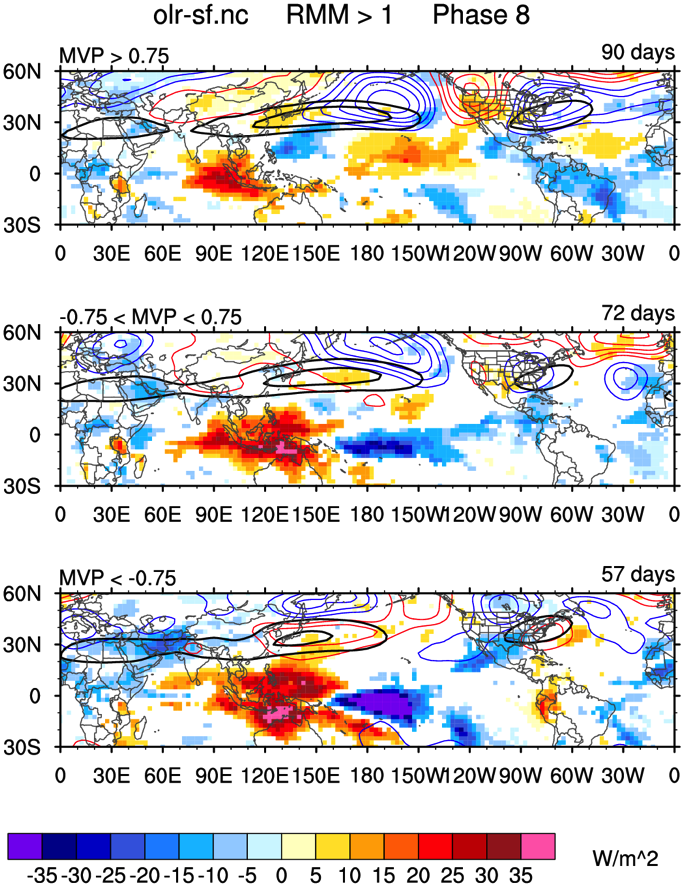 olr-sf.nc RMM > 1 Phase 8
MVP > 0.75 90 days
60N
30N
0
30S
0 30E 60E 90E 120E 150E 180 150W 120W 90W 60W 30W 0
-0.75 < MVP < 0.75 72 days
60N
30N
0
30S
0 30E 60E 90E 120E 150E 180 150W 120W 90W 60W 30W 0
MVP < -0.75 57 days
60N
30N
0
30S
0 30E 60E 90E 120E 150E 180 150W 120W 90W 60W 30W 0
-35 -30 -25 -20 -15 -10 -5 0 5 10 15 20 25 30 35 W/m^2